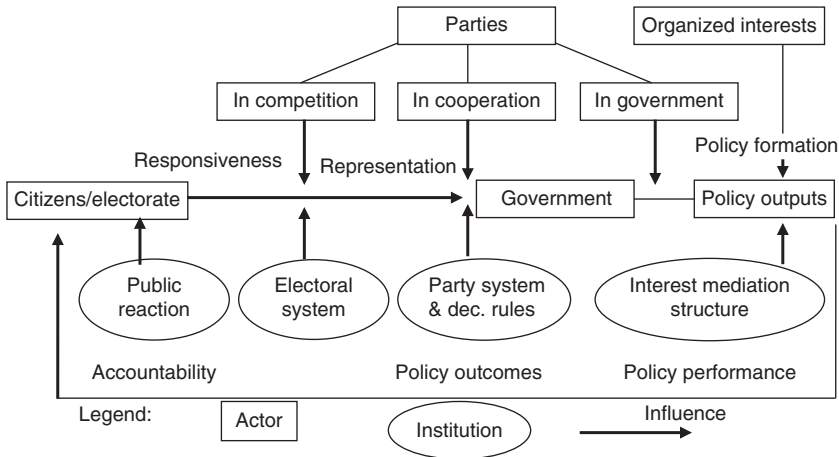 Parties
Organized interests
In competition
In cooperation
In government
Policy formation
Responsiveness
Representation
Citizens/electorate
Government
Policy outputs
Public
reaction
Electoral
system
Party system
& dec. rules
Interest mediation
structure
Accountability
Policy outcomes
Policy performance
Legend:
Actor
Institution
Influence